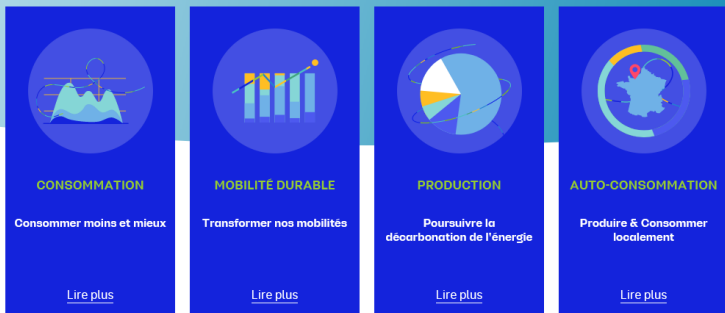 CONSOMMATION
Consommer moins et mieux
Lire plus
MOBILITÉ DURABLE
Transformer nos mobilités
Lire plus
PRODUCTION
Poursuivre la
décarbonation de l'énergie
Lire plus
AUTO-CONSOMMATION
Produire & Consommer
localement
Lire plus